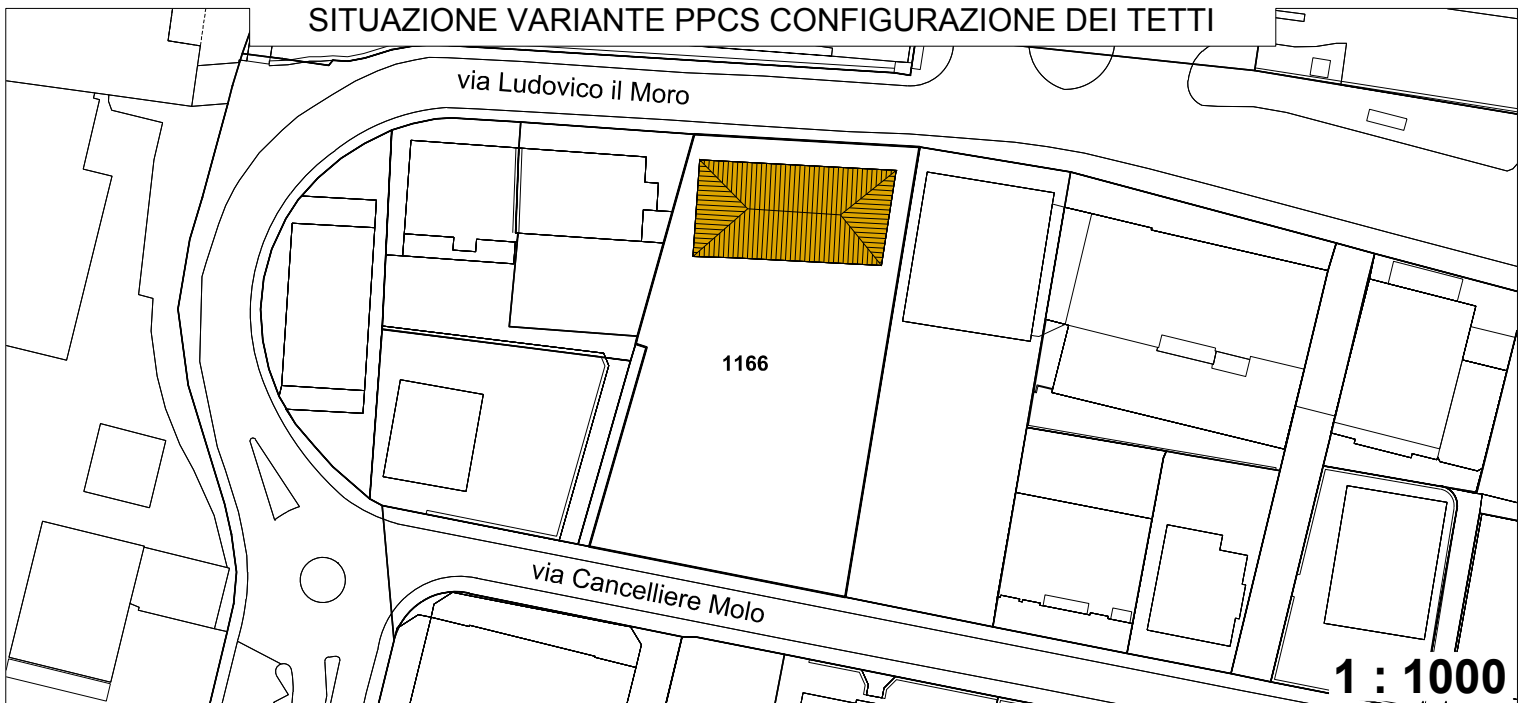 SITUAZIONE VARIANTE PPCS CONFIGURAZIONE DEI TETTI
via Ludovico il Moro
1166
via Cancelliere Molo
1 : 1000